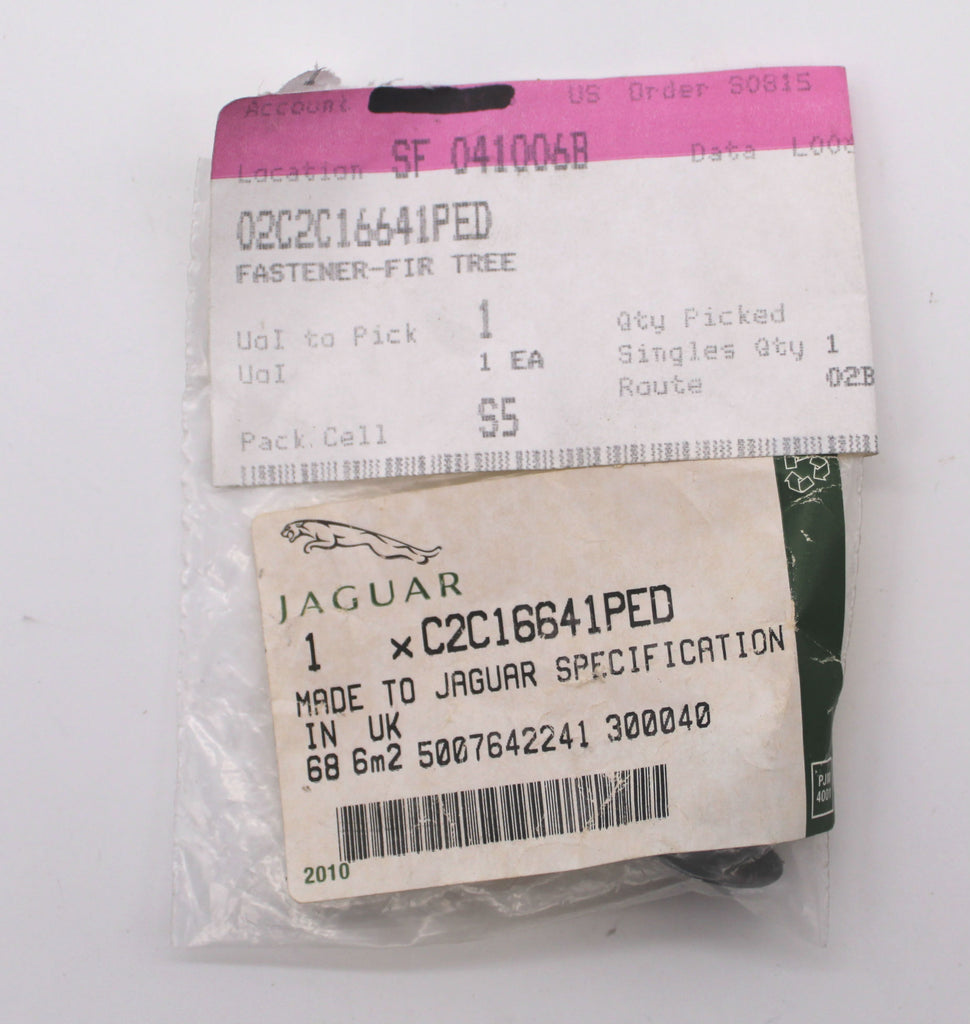 Account US Order S0815
Location SF 041006B Data
02C2C16641PED
FASTENER-FIR TREE
UoI to Pick 1 Qty Picked
UoI 1 EA Singles Qty 1
Route 02B
Pack Cell S5
JAGUAR
1 x C2C16641PED
MADE TO JAGUAR SPECIFICATION
IN UK
68 6m2 5007642241 300040
2010